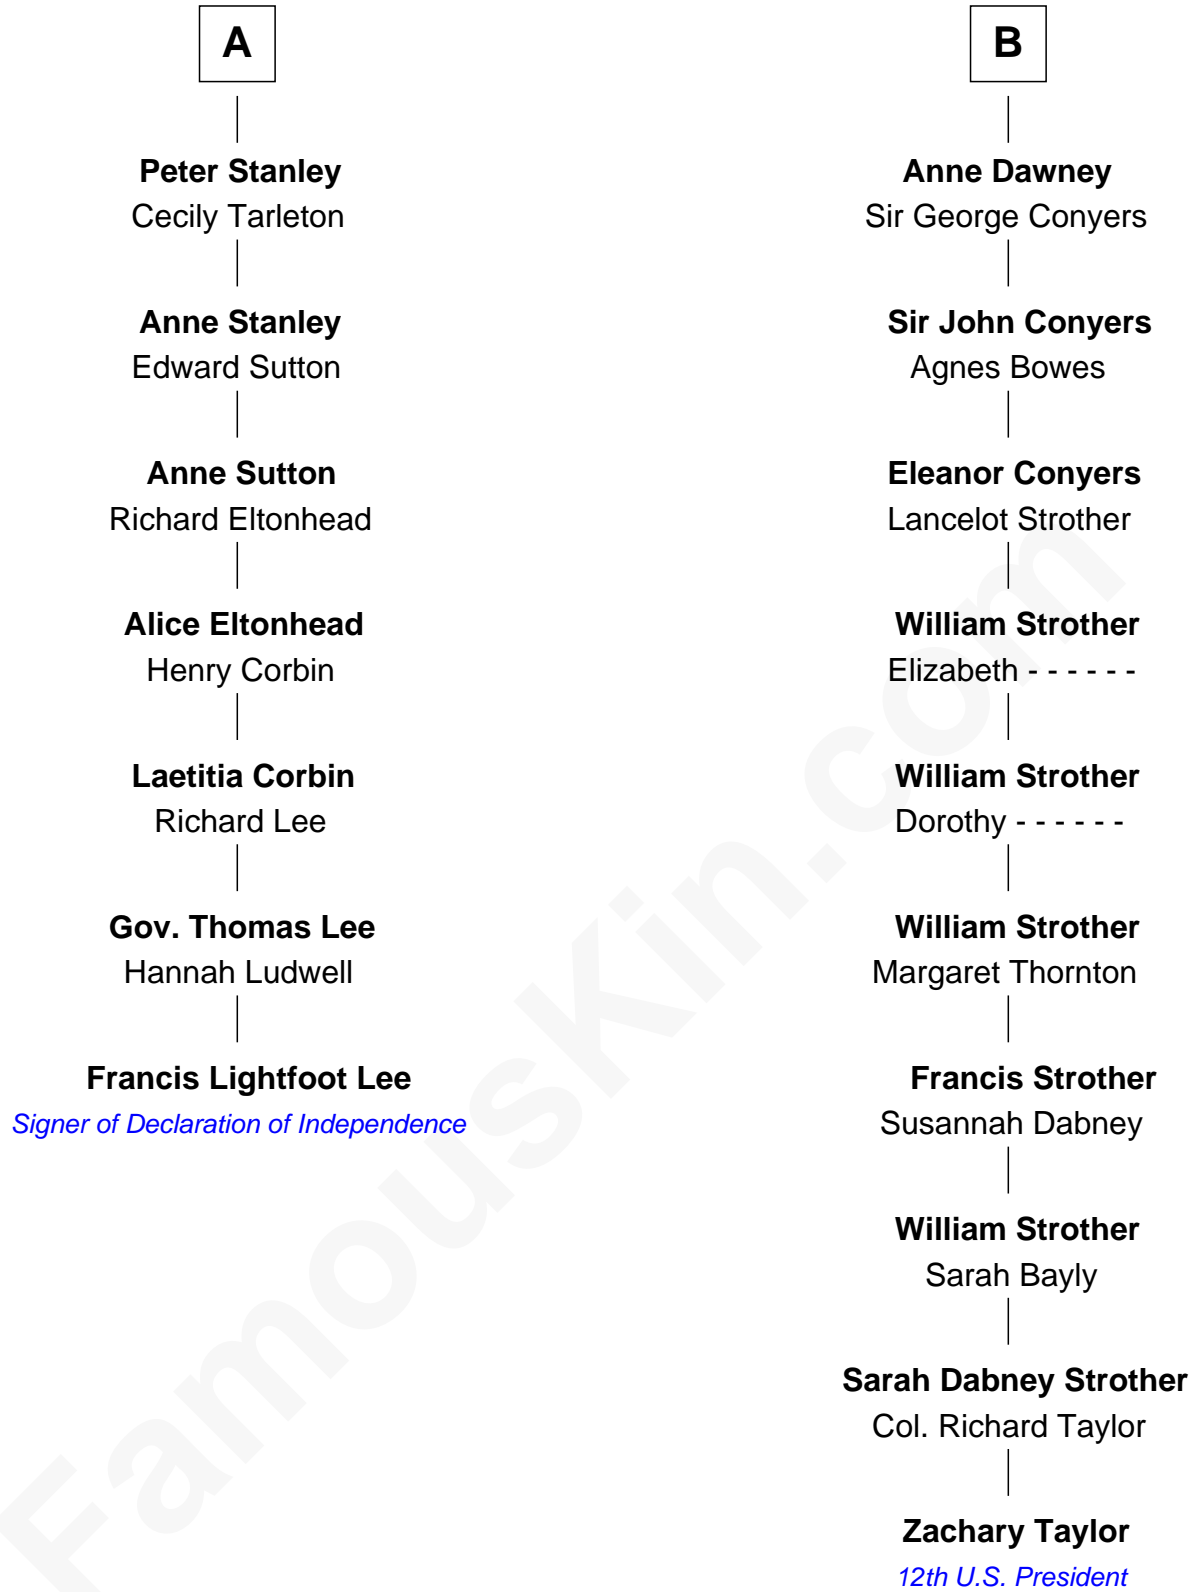 A
Peter Stanley
Cecily Tarleton
Anne Stanley
Edward Sutton
Anne Sutton
Richard Eltonhead
Alice Eltonhead
Henry Corbin
Laetitia Corbin
Richard Lee
Gov. Thomas Lee
Hannah Ludwell
Francis Lightfoot Lee
Signer of Declaration of Independence
B
Anne Dawney
Sir George Conyers
Sir John Conyers
Agnes Bowes
Eleanor Conyers
Lancelot Strother
William Strother
Elizabeth - - - - - -
William Strother
Dorothy - - - - - -
William Strother
Margaret Thornton
Francis Strother
Susannah Dabney
William Strother
Sarah Bayly
Sarah Dabney Strother
Col. Richard Taylor
Zachary Taylor
12th U.S. President
FamousKin.com